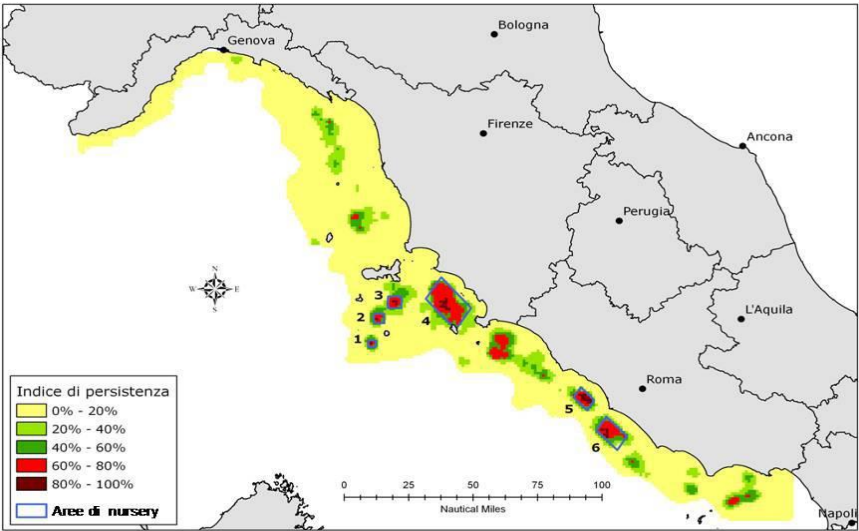 Bologna
Genova
Firenze
Ancona
Perugia
N
W E
S
3
2
4
1
L'Aquila
Roma
5
6
Indice di persistenza
0% - 20%
20% - 40%
40% - 60%
60% - 80%
80% - 100%
Aree di nursery
0 25 50 75 100
Nautical Miles
Napoli